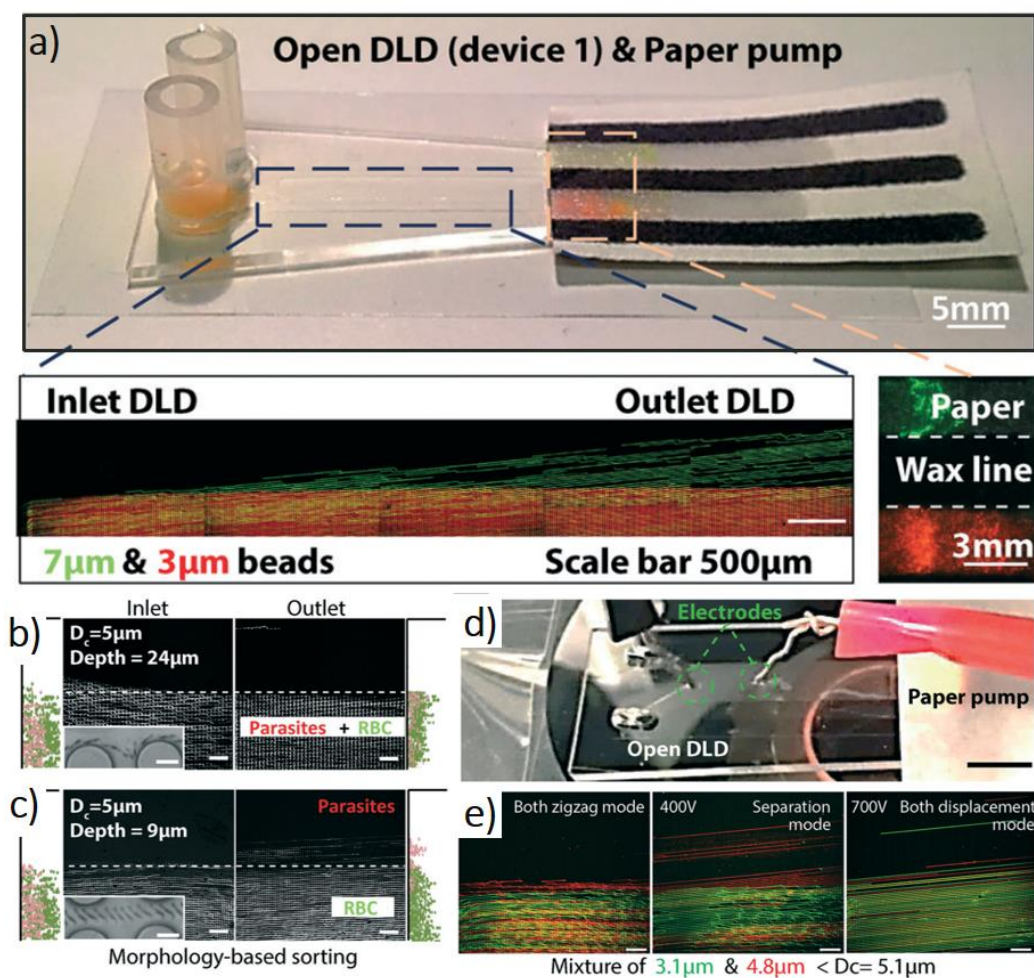 a)
Open DLD (device 1) & Paper pump
5mm
Inlet DLD
Outlet DLD
7µm & 3µm beads
Scale bar 500µm
Paper
Wax line
3mm
b)
Inlet
Outlet
D_c=5µm
Depth = 24µm
Parasites + RBC
c)
D_c=5µm
Depth = 9µm
Parasites
RBC
Morphology-based sorting
d)
Electrodes
Paper pump
Open DLD
e)
Both zigzag mode
400V
Separation
mode
700V
Both displacement
mode
Mixture of 3.1µm & 4.8µm < Dc= 5.1µm